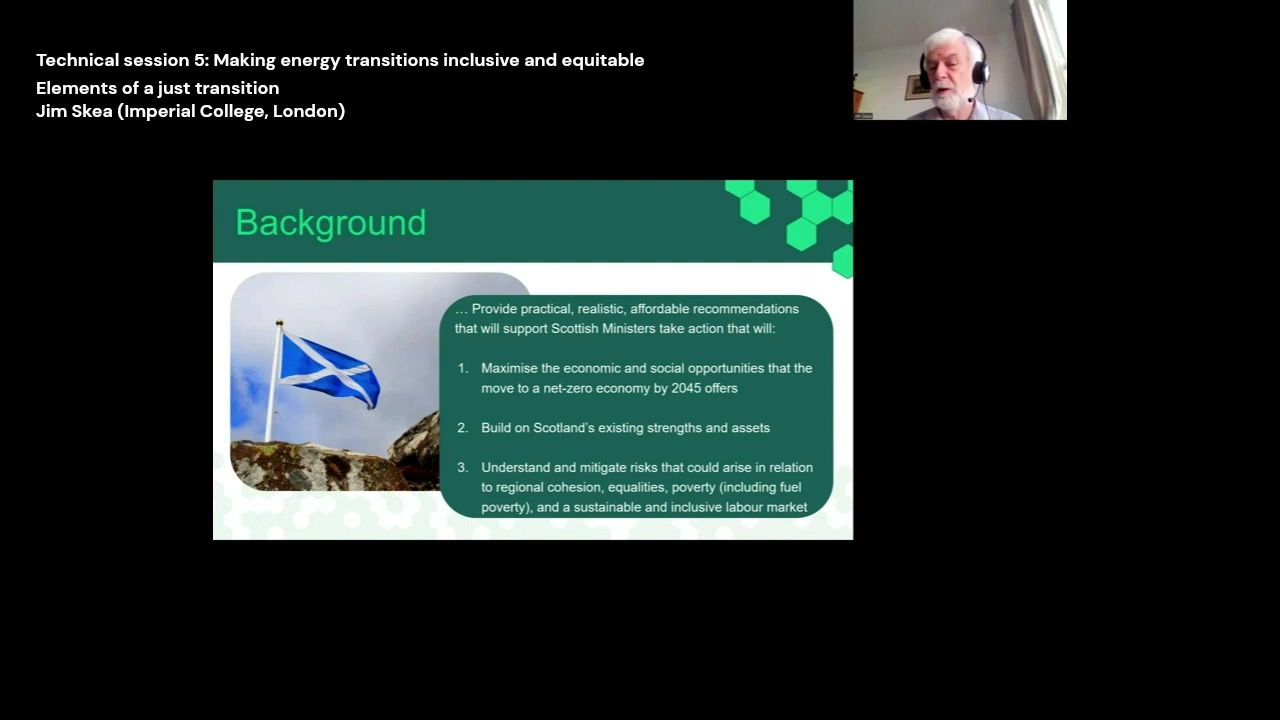 Technical session 5: Making energy transitions inclusive and equitable
Elements of a just transition
Jim Skea (Imperial College, London)
Background
… Provide practical, realistic, affordable recommendations
that will support Scottish Ministers take action that will:
1. Maximise the economic and social opportunities that the
move to a net-zero economy by 2045 offers
2. Build on Scotland’s existing strengths and assets
3. Understand and mitigate risks that could arise in relation
to regional cohesion, equalities, poverty (including fuel
poverty), and a sustainable and inclusive labour market